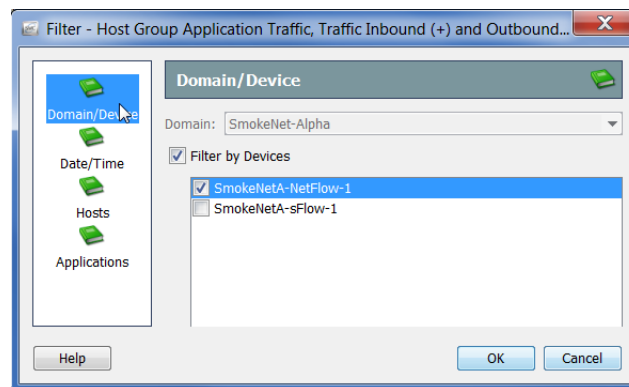 Filter - Host Group Application Traffic, Traffic Inbound (+) and Outbound...
Domain/Device
Date/Time
Hosts
Applications
Domain/Device
Domain: SmokeNet-Alpha
Filter by Devices
SmokeNetA-NetFlow-1
SmokeNetA-sFlow-1
Help
OK
Cancel